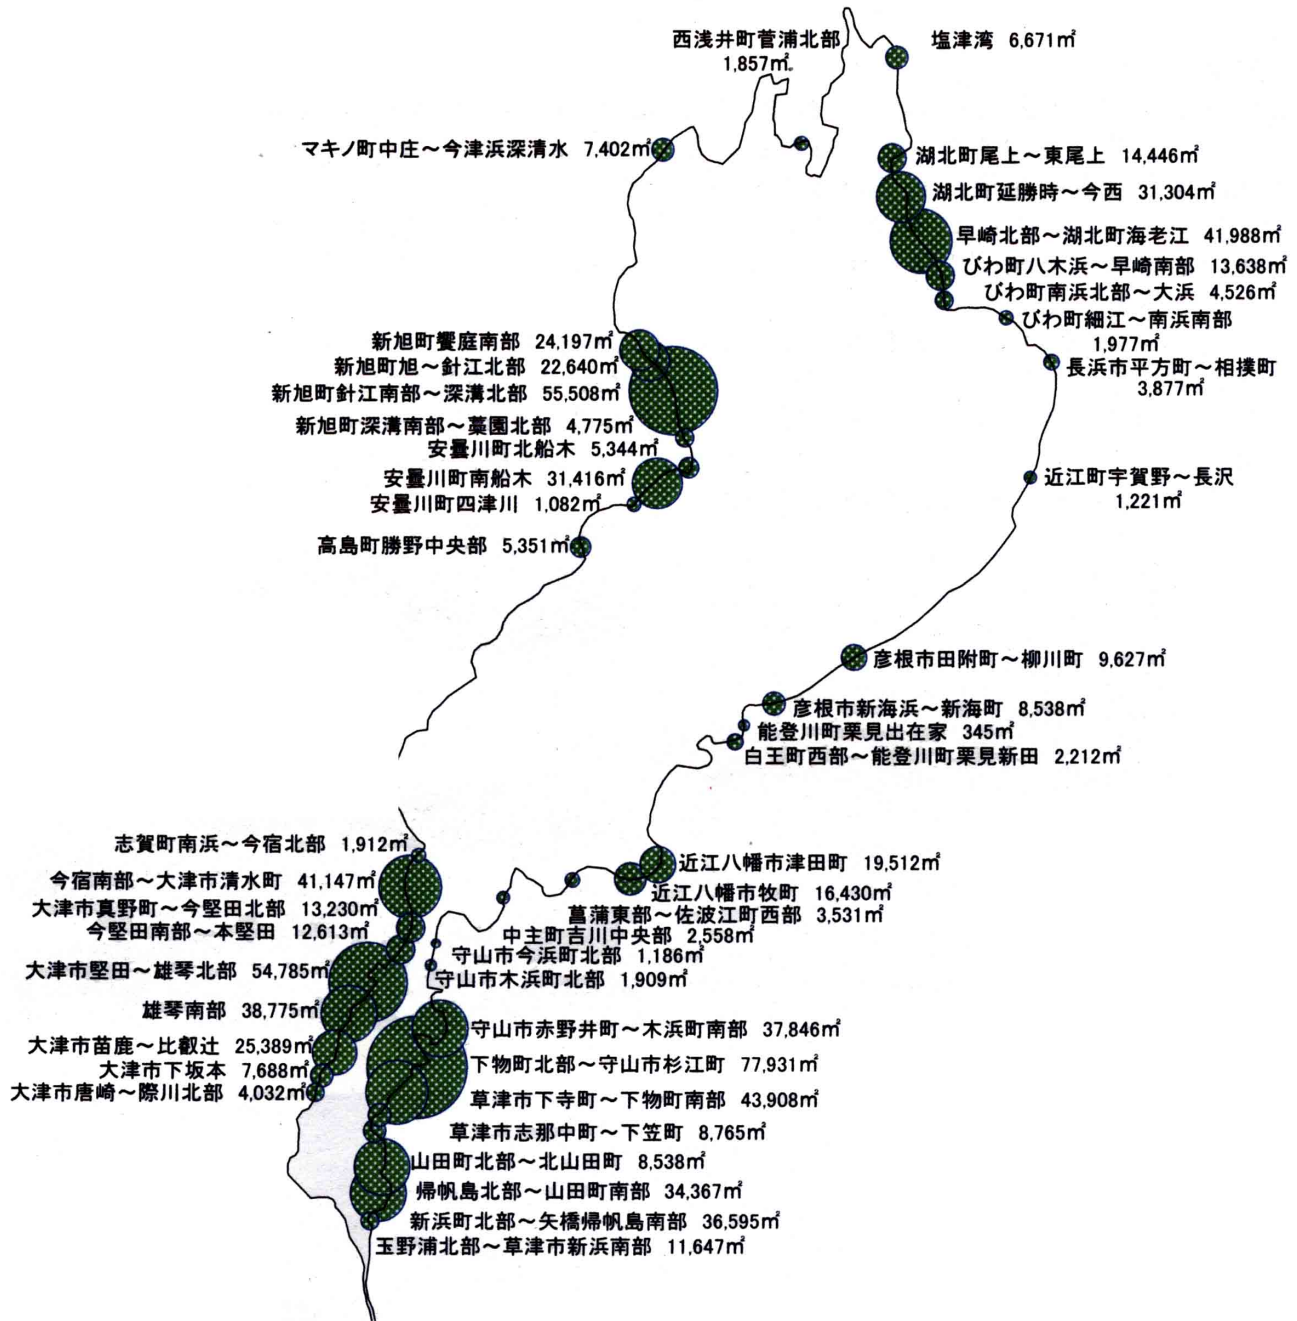 西浅井町菅浦北部
1,857㎡
塩津湾 6,671㎡
マキノ町中庄～今津浜深清水 7,402㎡
湖北町尾上～東尾上 14,446㎡
湖北町延勝時～今西 31,304㎡
早崎北部～湖北町海老江 41,988㎡
びわ町八木浜～早崎南部 13,638㎡
びわ町南浜北部～大浜 4,526㎡
びわ町細江～南浜南部
1,977㎡
長浜市平方町～相撲町
3,877㎡
新旭町饗庭南部 24,197㎡
新旭町旭～針江北部 22,640㎡
新旭町針江南部～深溝北部 55,508㎡
新旭町深溝南部～藁園北部 4,775㎡
安曇川町北船木 5,344㎡
安曇川町南船木 31,416㎡
安曇川町四津川 1,082㎡
高島町勝野中央部 5,351㎡
近江町宇賀野～長沢
1,221㎡
彦根市田附町～柳川町 9,627㎡
彦根市新海浜～新海町 8,538㎡
能登川町栗見出在家 345㎡
白王町西部～能登川町栗見新田 2,212㎡
志賀町南浜～今宿北部 1,912㎡
今宿南部～大津市清水町 41,147㎡
大津市真野町～今堅田北部 13,230㎡
今堅田南部～本堅田 12,613㎡
大津市堅田～雄琴北部 54,785㎡
雄琴南部 38,775㎡
大津市苗鹿～比叡辻 25,389㎡
大津市下坂本 7,688㎡
大津市唐崎～際川北部 4,032㎡
近江八幡市津田町 19,512㎡
近江八幡市牧町 16,430㎡
菖蒲東部～佐波江町西部 3,531㎡
中主町吉川中央部 2,558㎡
守山市今浜町北部 1,186㎡
守山市木浜町北部 1,909㎡
守山市赤野井町～木浜町南部 37,846㎡
下物町北部～守山市杉江町 77,931㎡
草津市下寺町～下物町南部 43,908㎡
草津市志那中町～下笠町 8,765㎡
山田町北部～北山田町 8,538㎡
帰帆島北部～山田町南部 34,367㎡
新浜町北部～矢橋帰帆島南部 36,595㎡
玉野浦北部～草津市新浜南部 11,647㎡